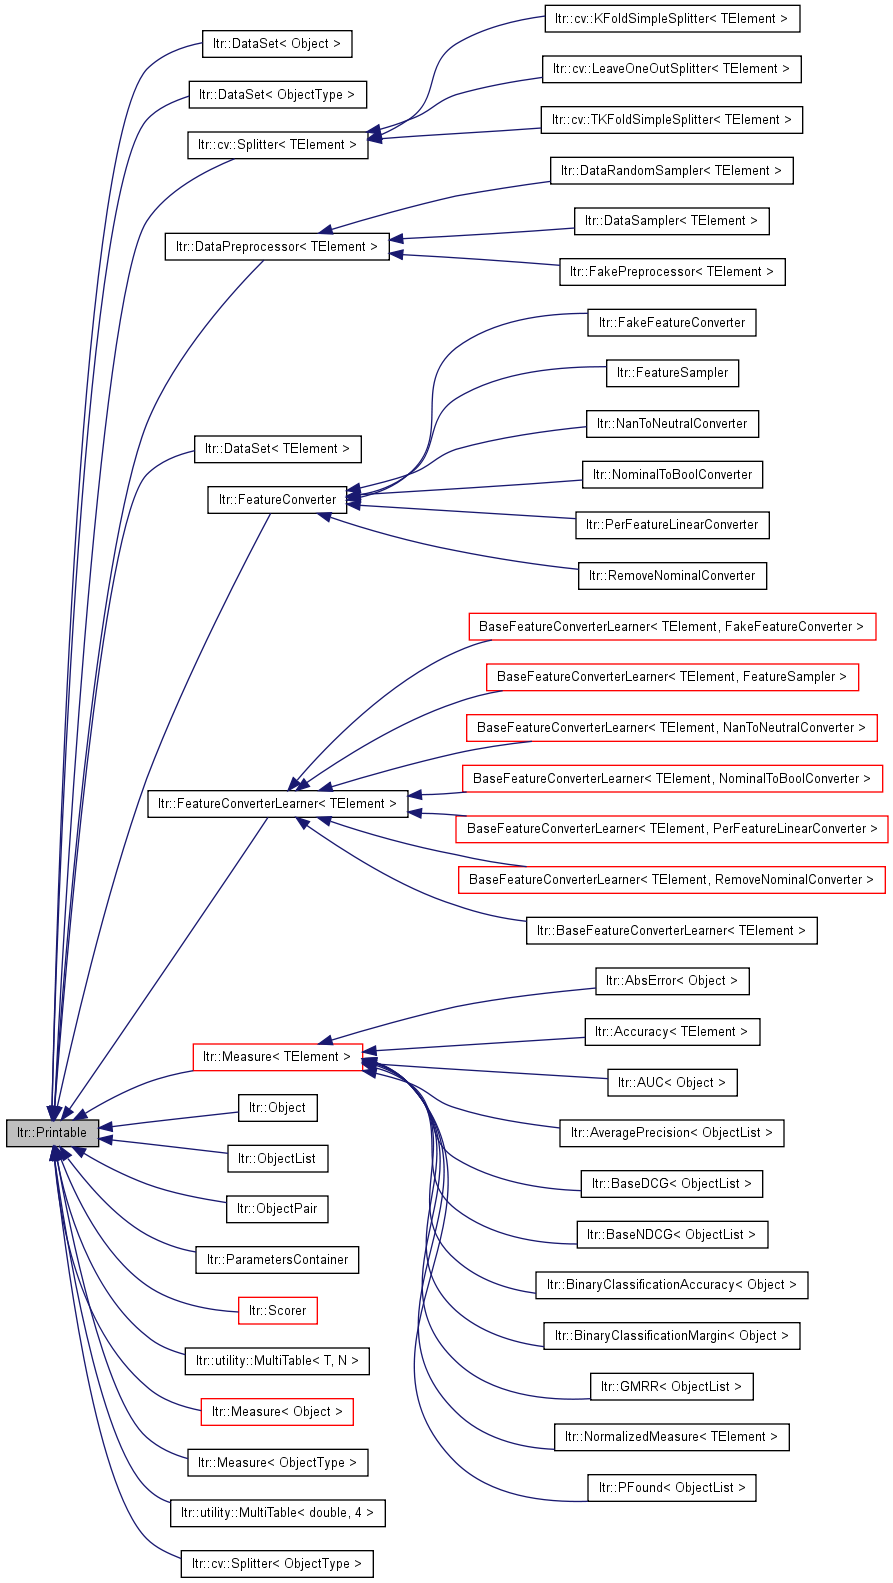 ltr::cv::KFoldSimpleSplitter< TElement >
ltr::DataSet< Object >
ltr::cv::LeaveOneOutSplitter< TElement >
ltr::DataSet< ObjectType >
ltr::cv::TKFoldSimpleSplitter< TElement >
ltr::cv::Splitter< TElement >
ltr::DataRandomSampler< TElement >
ltr::DataSampler< TElement >
ltr::DataPreprocessor< TElement >
ltr::FakePreprocessor< TElement >
ltr::FakeFeatureConverter
ltr::FeatureSampler
ltr::NanToNeutralConverter
ltr::DataSet< TElement >
ltr::NominalToBoolConverter
ltr::FeatureConverter
ltr::PerFeatureLinearConverter
ltr::RemoveNominalConverter
BaseFeatureConverterLearner< TElement, FakeFeatureConverter >
BaseFeatureConverterLearner< TElement, FeatureSampler >
BaseFeatureConverterLearner< TElement, NanToNeutralConverter >
BaseFeatureConverterLearner< TElement, NominalToBoolConverter >
ltr::FeatureConverterLearner< TElement >
BaseFeatureConverterLearner< TElement, PerFeatureLinearConverter >
BaseFeatureConverterLearner< TElement, RemoveNominalConverter >
ltr::BaseFeatureConverterLearner< TElement >
ltr::AbsError< Object >
ltr::Accuracy< TElement >
ltr::Measure< TElement >
ltr::AUC< Object >
ltr::Object
ltr::Printable
ltr::AveragePrecision< ObjectList >
ltr::ObjectList
ltr::BaseDCG< ObjectList >
ltr::ObjectPair
ltr::BaseNDCG< ObjectList >
ltr::ParametersContainer
ltr::BinaryClassificationAccuracy< Object >
ltr::Scorer
ltr::BinaryClassificationMargin< Object >
ltr::utility::MultiTable< T, N >
ltr::GMRR< ObjectList >
ltr::Measure< Object >
ltr::NormalizedMeasure< TElement >
ltr::Measure< ObjectType >
ltr::PFound< ObjectList >
ltr::utility::MultiTable< double, 4 >
ltr::cv::Splitter< ObjectType >